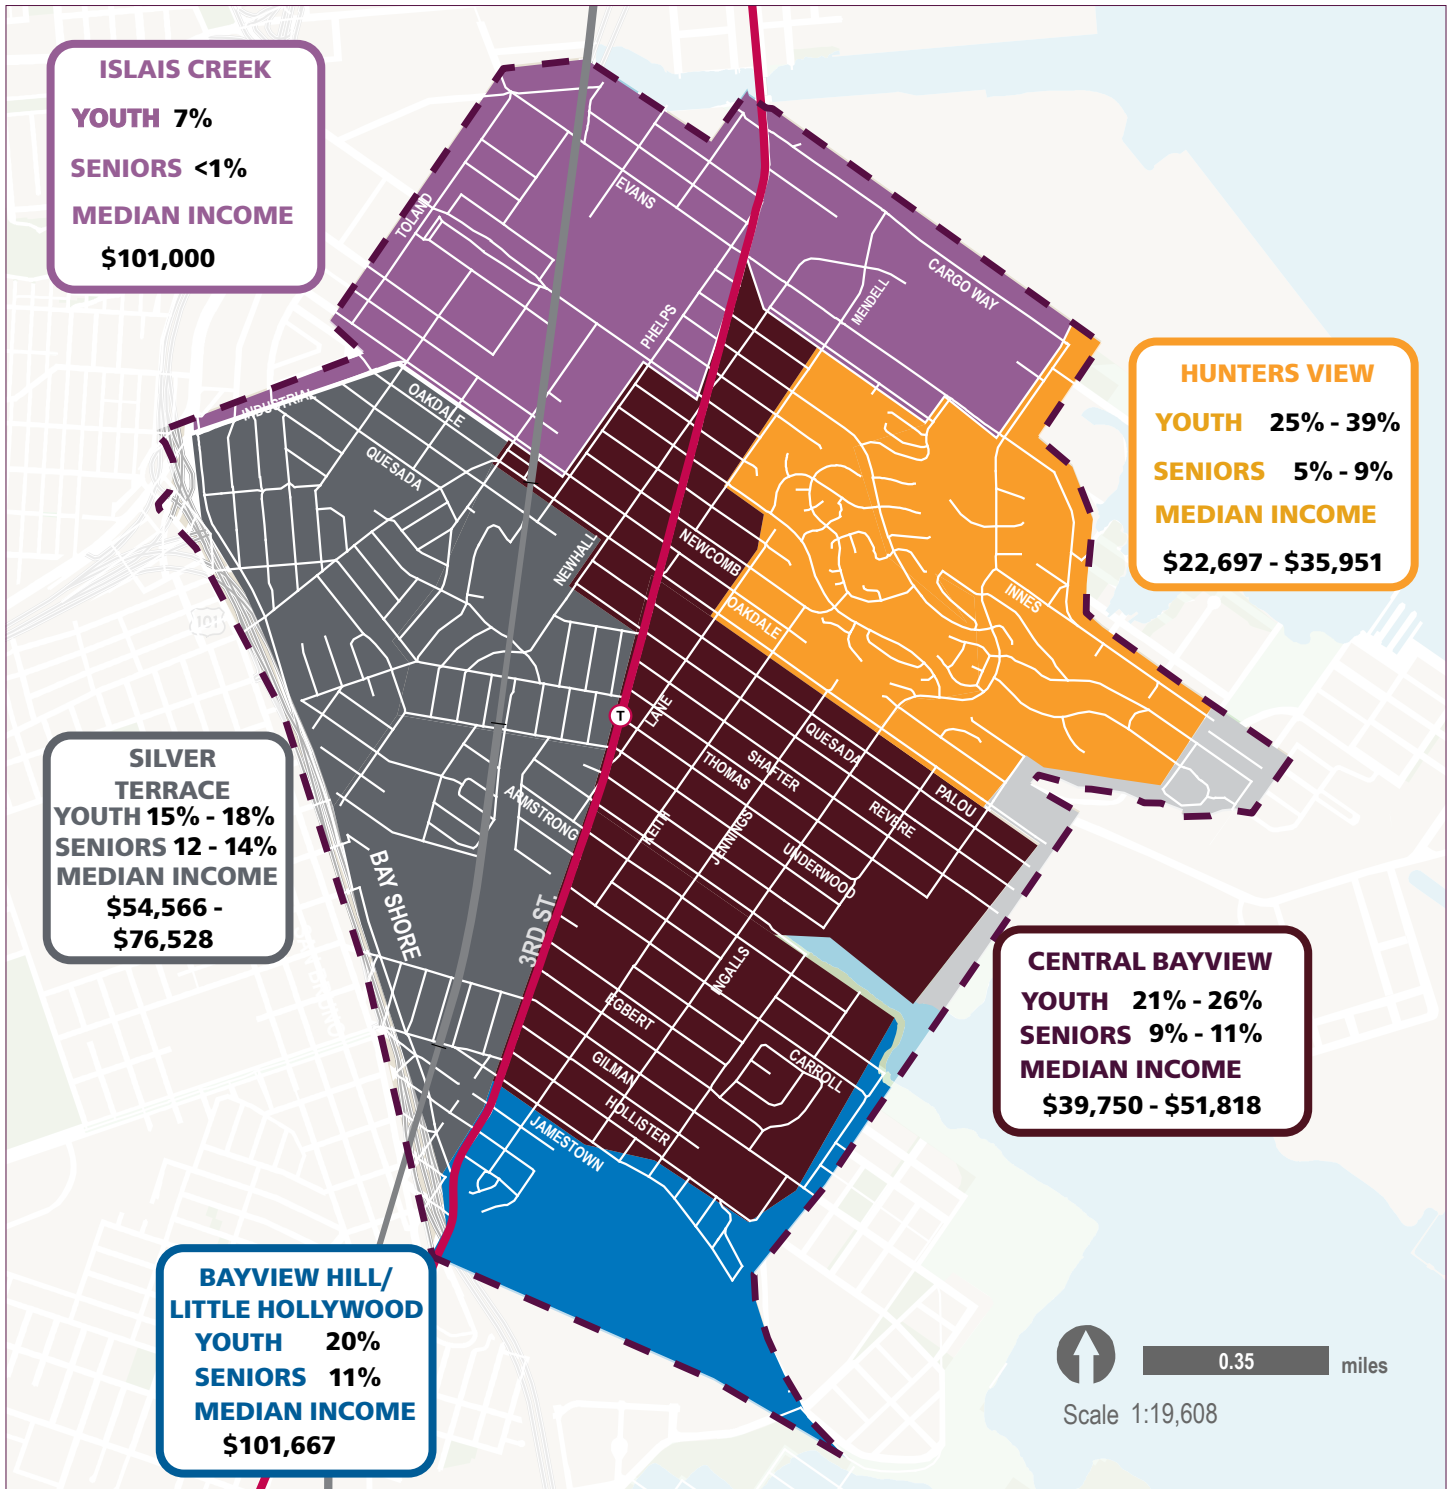 ISLAIS CREEK
YOUTH 7%
SENIORS <1%
MEDIAN INCOME
$101,000
HUNTERS VIEW
YOUTH 25% - 39%
SENIORS 5% - 9%
MEDIAN INCOME
$22,697 - $35,951
SILVER
TERRACE
YOUTH 15% - 18%
SENIORS 12 - 14%
MEDIAN INCOME
$54,566 -
$76,528
CENTRAL BAYVIEW
YOUTH 21% - 26%
SENIORS 9% - 11%
MEDIAN INCOME
$39,750 - $51,818
BAYVIEW HILL/
LITTLE HOLLYWOOD
YOUTH 20%
SENIORS 11%
MEDIAN INCOME
$101,667
TOLAND
EVANS
CARGO WAY
MENDELL
PHELPS
INDUSTRIAL
OAKDALE
QUESADA
NEWHALL
NEWCOMB
OAKDALE
INNES
101
LANE
T
QUESADA
SHAFTER
THOMAS
REVERE
PALOU
ARMSTRONG
KEITH
JENNINGS
UNDERWOOD
BAY SHORE
3RD ST.
INGALLS
EGBERT
GILMAN
CARROLL
HOLLISTER
JAMESTOWN
0.35 miles
Scale 1:19,608